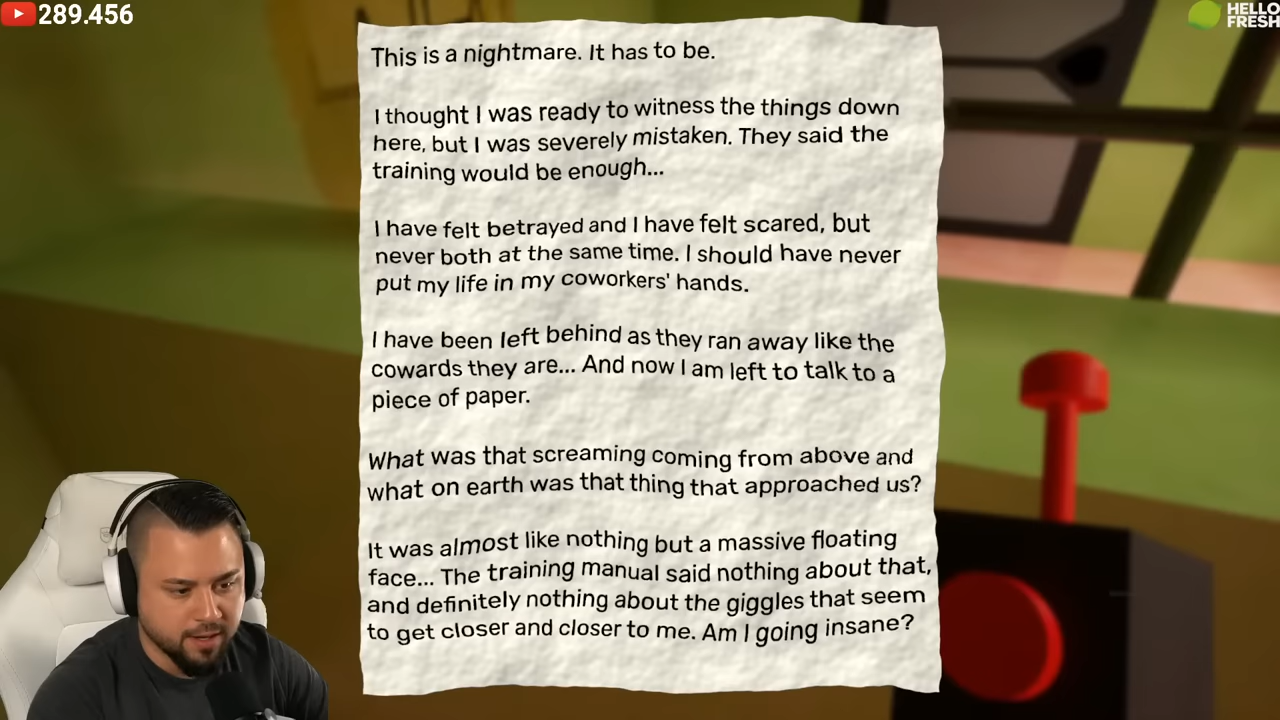 289.456
HELLO
FRESH
This is a nightmare. It has to be.
I thought I was ready to witness the things down
here, but I was severely mistaken. They said the
training would be enough...
I have felt betrayed and I have felt scared, but
never both at the same time. I should have never
put my life in my coworkers' hands.
I have been left behind as they ran away like the
cowards they are... And now I am left to talk to a
piece of paper.
What was that screaming coming from above and
what on earth was that thing that approached us?
It was almost like nothing but a massive floating
face... The training manual said nothing about that,
and definitely nothing about the giggles that seem
to get closer and closer to me. Am I going insane?